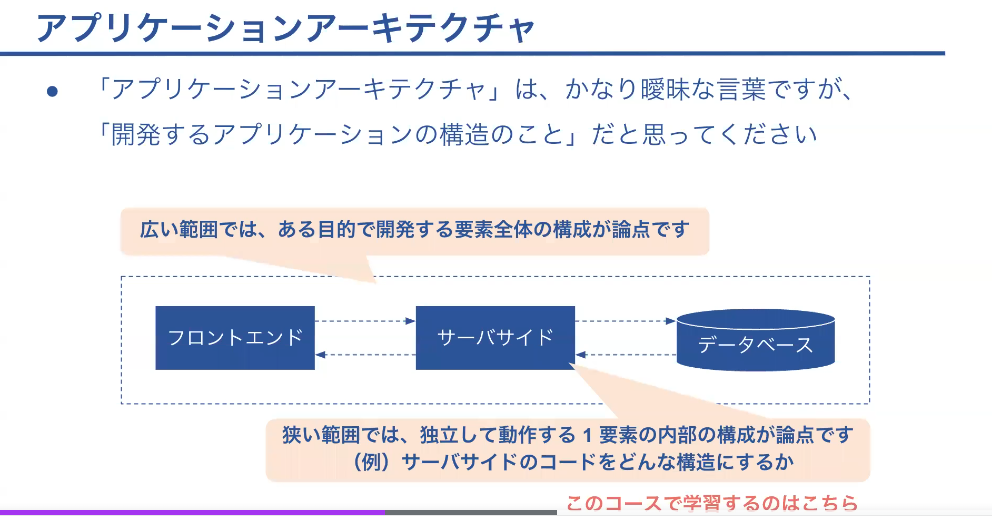 アプリケーションアーキテクチャ
● 「アプリケーションアーキテクチャ」は、かなり曖昧な言葉ですが、
「開発するアプリケーションの構造のこと」だと思ってください
広い範囲では、ある目的で開発する要素全体の構成が論点です
フロントエンド
サーバサイド
データベース
狭い範囲では、独立して動作する 1 要素の内部の構成が論点です
（例）サーバサイドのコードをどんな構造にするか
このコースで学習するのはこちら